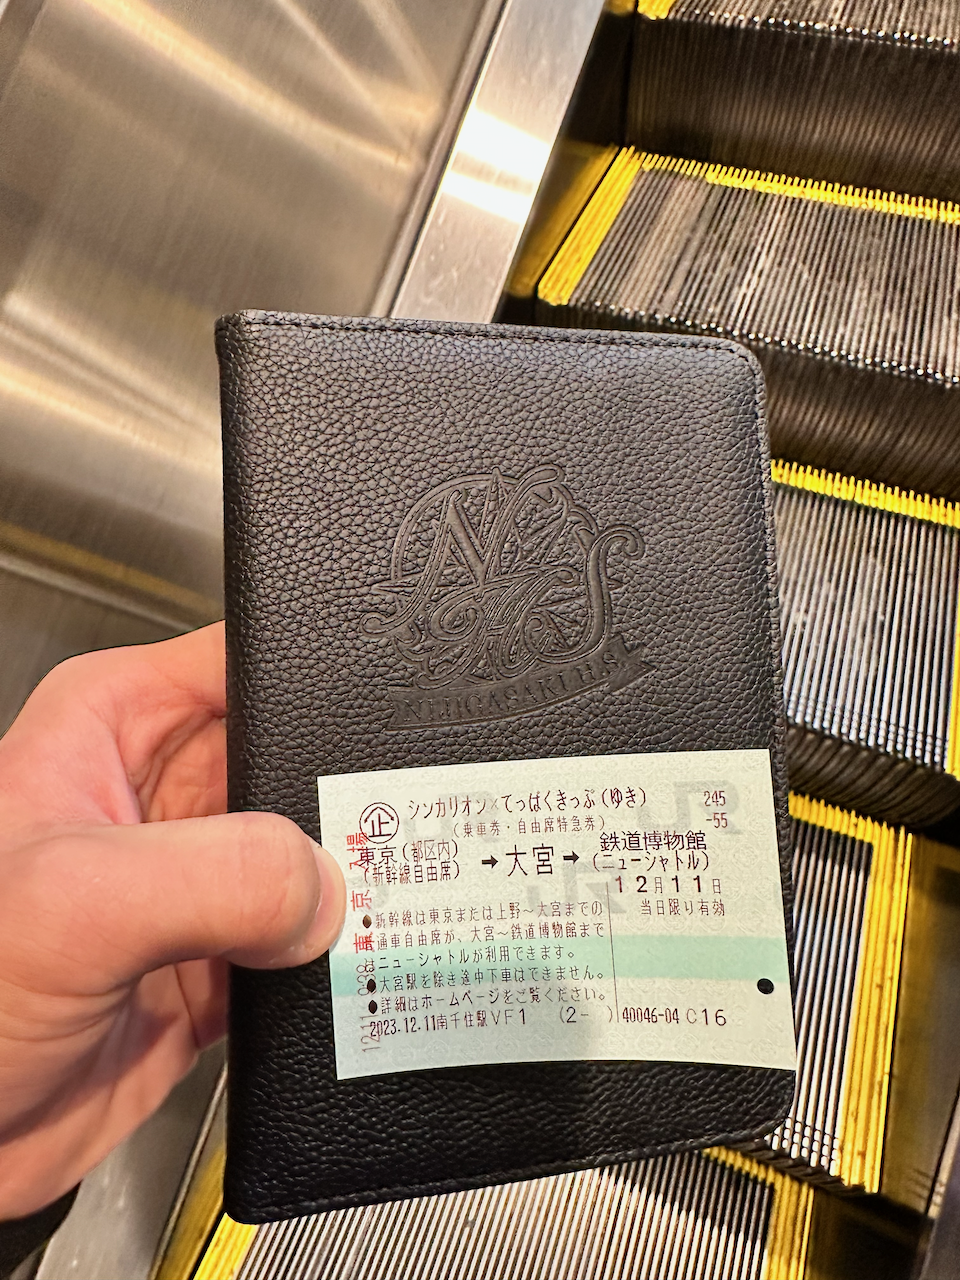 NIJIGASAKI H.S.
企
シンカリオン×てっぱくきっぷ(ゆき)
245
(乗車券・自由席特急券)
-55
東京(都区内)
(新幹線自由席)
→大宮→
鉄道博物館
(ニューシャトル)
12月11日
当日限り有効
●新幹線は東京または上野〜大宮までの
通車自由席が、大宮〜鉄道博物館まで
ニューシャトルが利用できます。
●大宮駅を除き途中下車はできません。
●詳細はホームページをご覧ください。
2023.12.11南千住駅VF1 (2- ) 40046-04 C16
東京